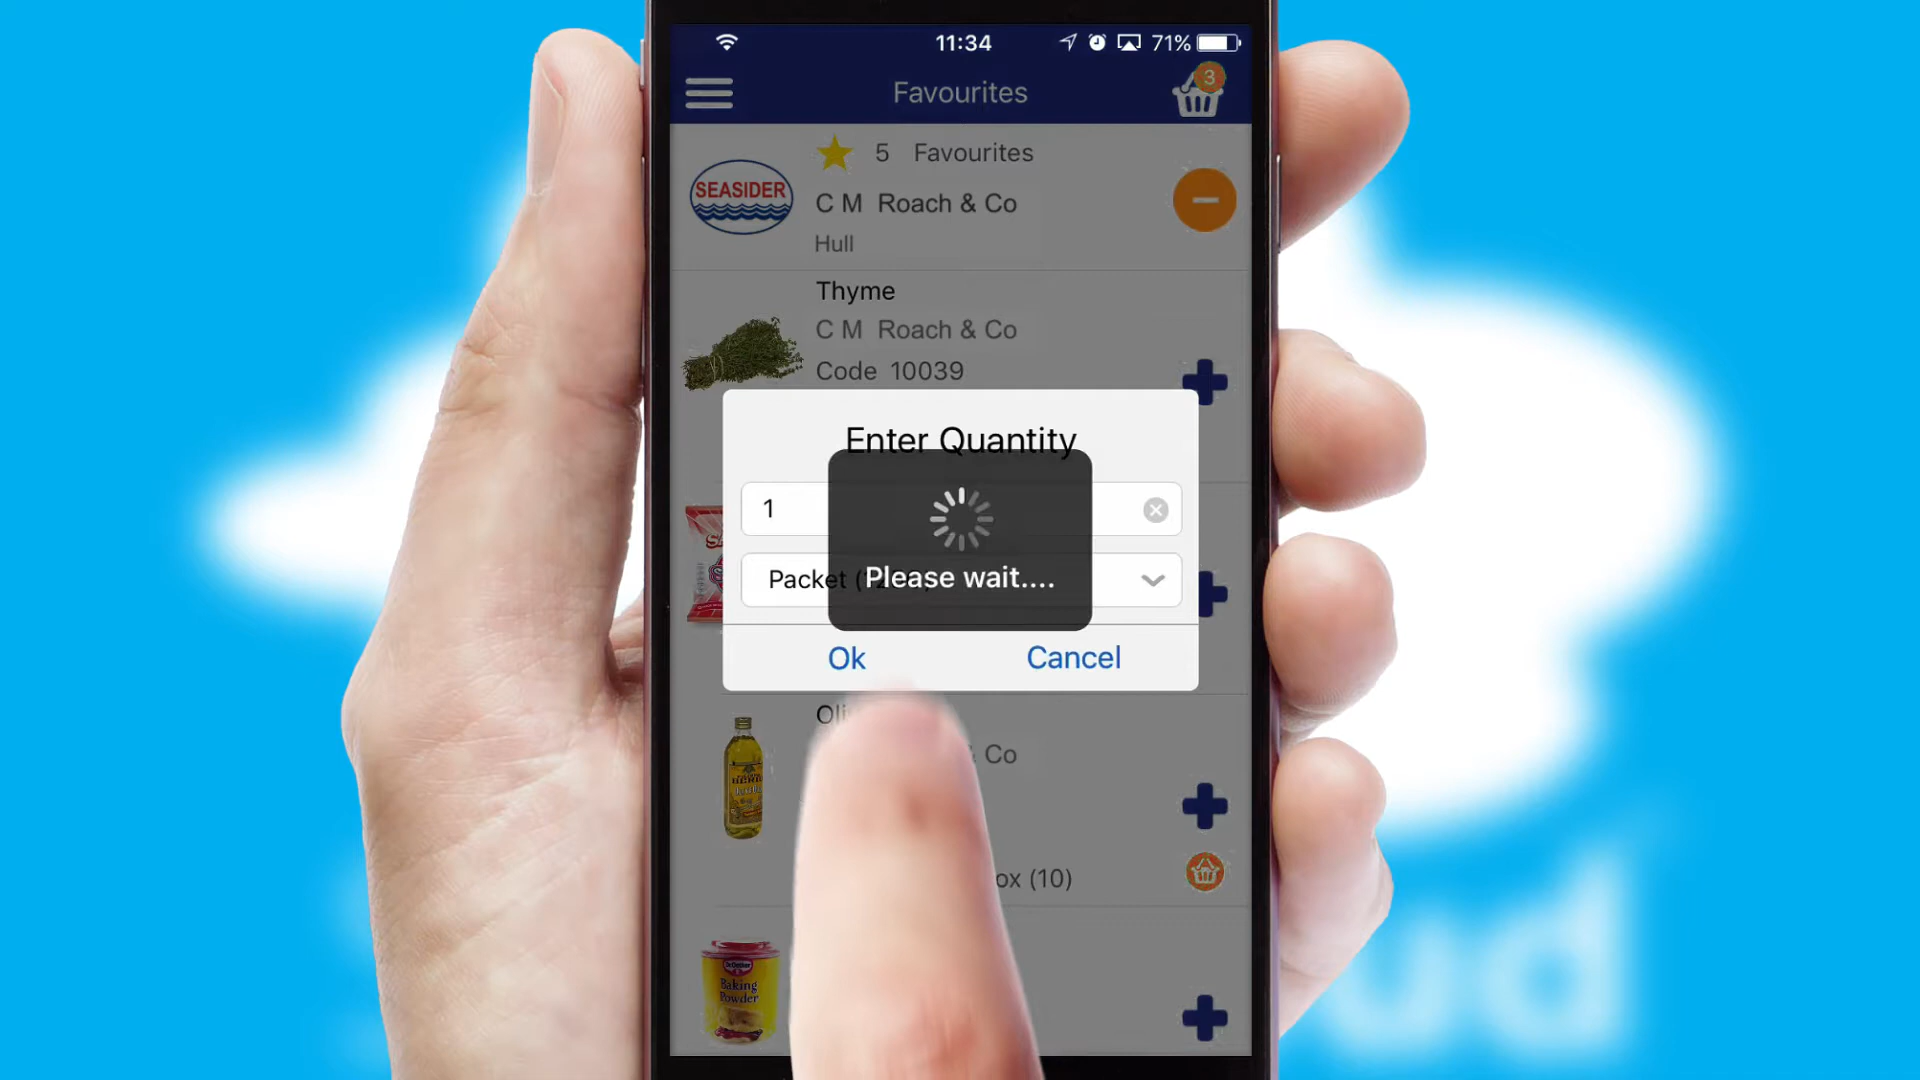 11:34
71%
Favourites
3
5 Favourites
SEASIDER
C M Roach & Co
Hull
Thyme
C M Roach & Co
Code 10039
Enter Quantity
1
Packet
Please wait....
Ok
Cancel
Co
ox (10)
Baking
Powder
ud